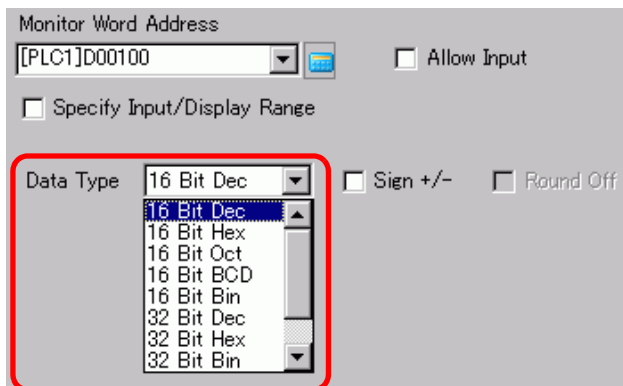 Monitor Word Address
[PLC1]D00100
Allow Input
Specify Input/Display Range
Data Type 16 Bit Dec Sign +/- Round Off
16 Bit Dec
16 Bit Hex
16 Bit Oct
16 Bit BCD
16 Bit Bin
32 Bit Dec
32 Bit Hex
32 Bit Bin